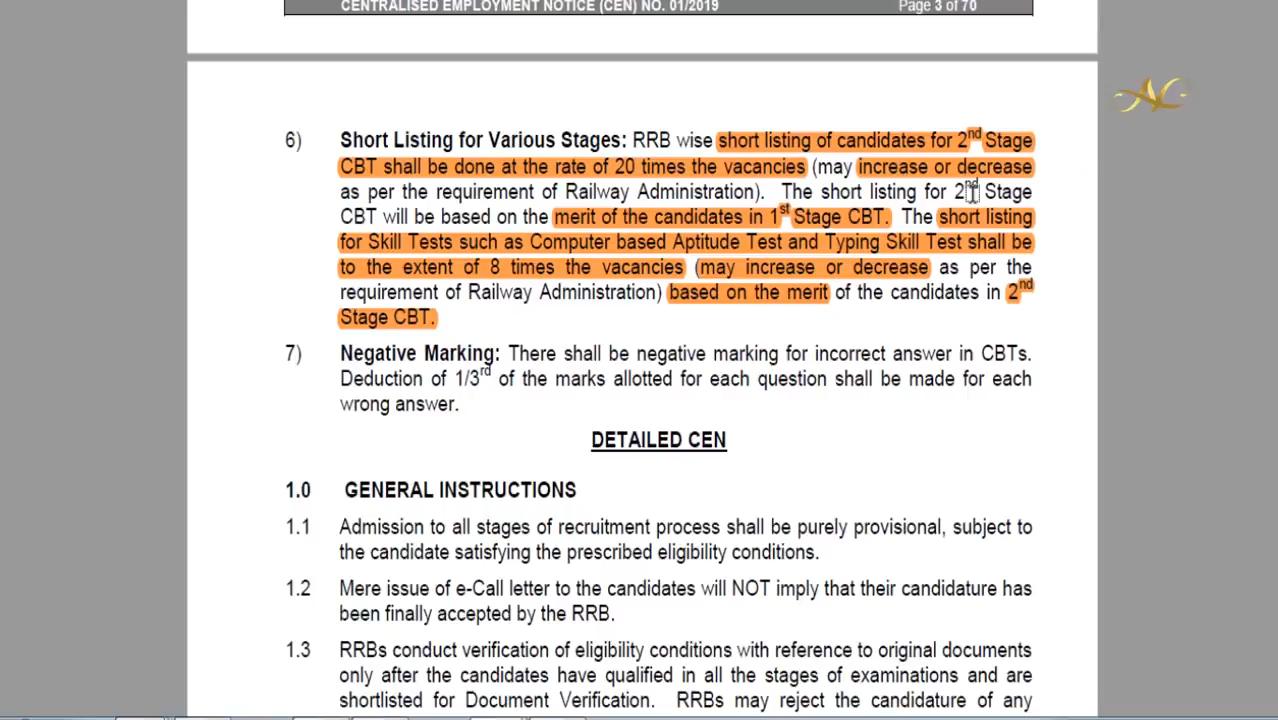 CENTRALISED EMPLOYMENT NOTICE (CEN) NO. 01/2019 Page 3 of 70
AC
6) Short Listing for Various Stages: RRB wise short listing of candidates for 2nd Stage
CBT shall be done at the rate of 20 times the vacancies (may increase or decrease
as per the requirement of Railway Administration). The short listing for 2nd Stage
CBT will be based on the merit of the candidates in 1st Stage CBT. The short listing
for Skill Tests such as Computer based Aptitude Test and Typing Skill Test shall be
to the extent of 8 times the vacancies (may increase or decrease as per the
requirement of Railway Administration) based on the merit of the candidates in 2nd
Stage CBT.
7) Negative Marking: There shall be negative marking for incorrect answer in CBTs.
Deduction of 1/3rd of the marks allotted for each question shall be made for each
wrong answer.
DETAILED CEN
1.0 GENERAL INSTRUCTIONS
1.1 Admission to all stages of recruitment process shall be purely provisional, subject to
the candidate satisfying the prescribed eligibility conditions.
1.2 Mere issue of e-Call letter to the candidates will NOT imply that their candidature has
been finally accepted by the RRB.
1.3 RRBs conduct verification of eligibility conditions with reference to original documents
only after the candidates have qualified in all the stages of examinations and are
shortlisted for Document Verification. RRBs may reject the candidature of any